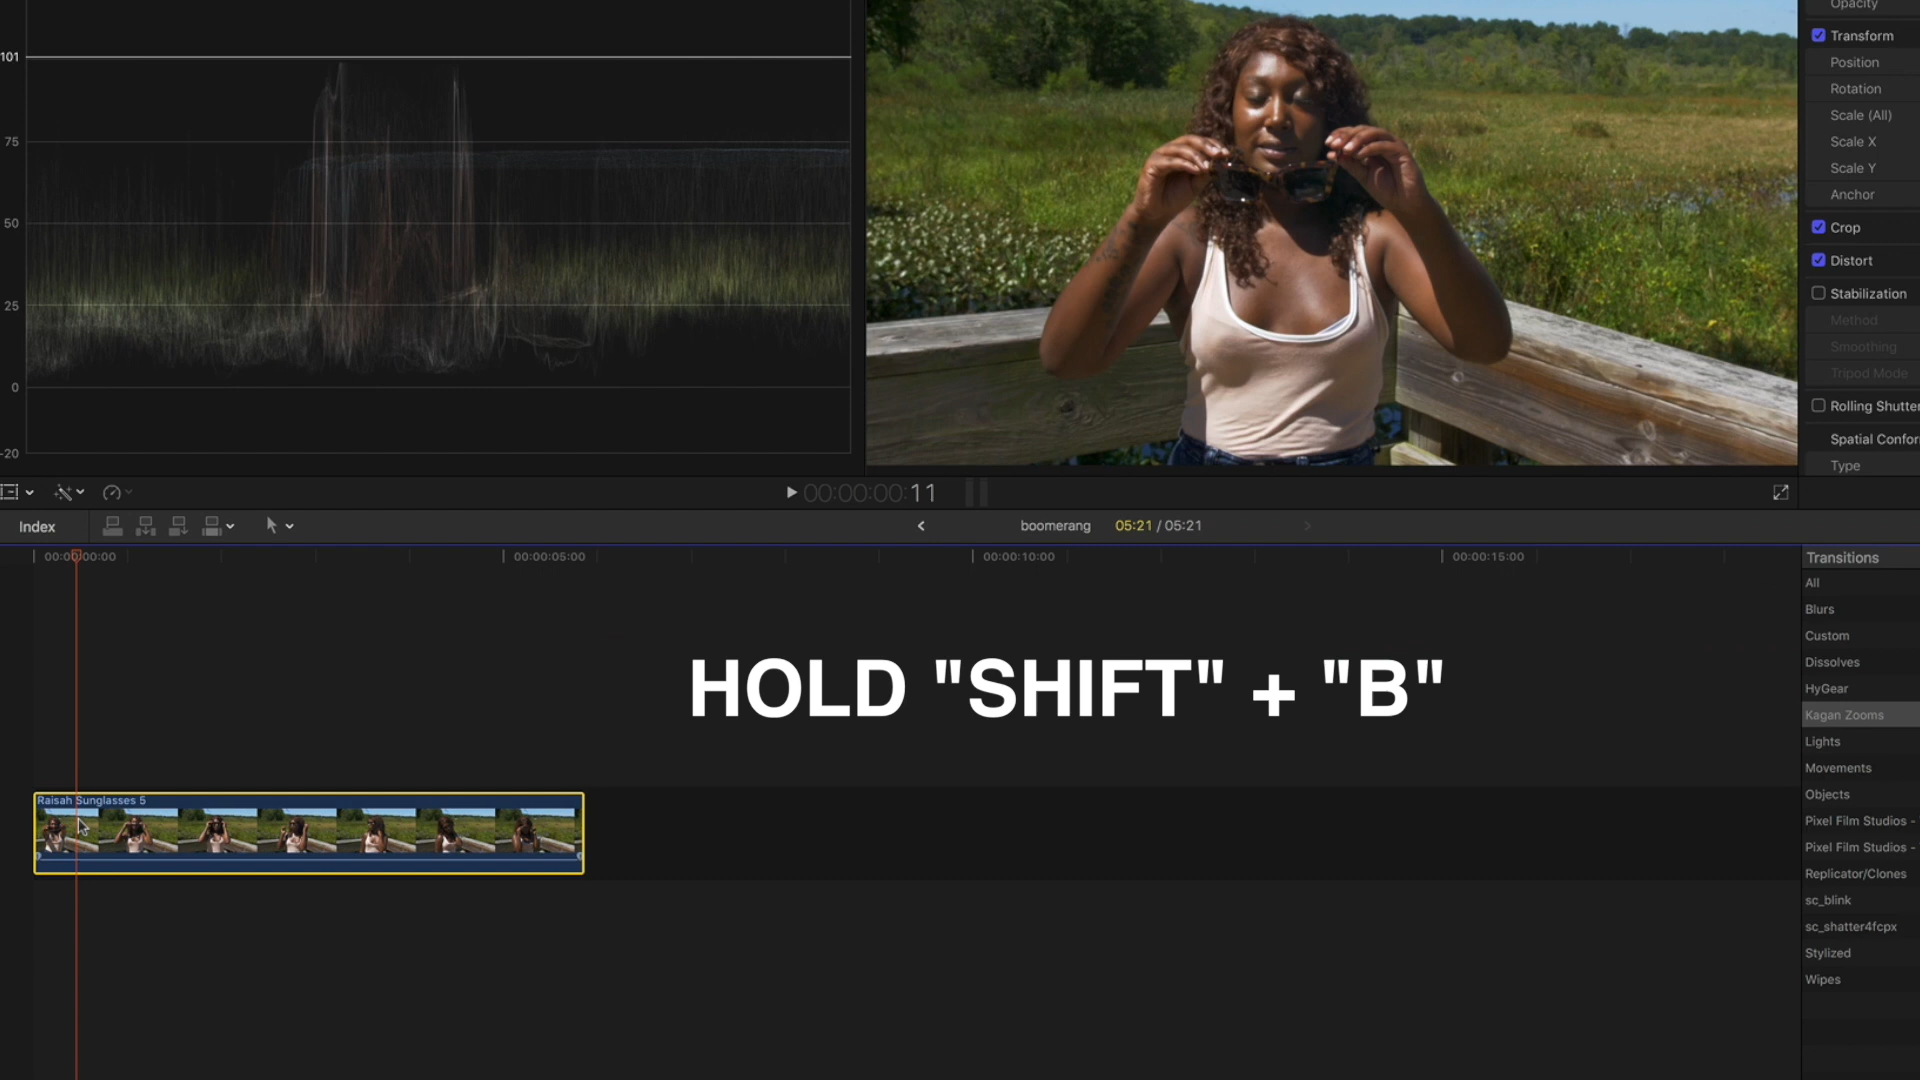 Opacity
101
Transform
Position
Rotation
Scale (All)
Scale X
Scale Y
Anchor
75
50
25
0
-20
Crop
Distort
Stabilization
Method
Smoothing
Tripod Mode
Rolling Shutter
Spatial Confor
Type
00:00:00:11
Index
boomerang 05:21 / 05:21
00:00:00:00 00:00:05:00 00:00:10:00 00:00:15:00
HOLD "SHIFT" + "B"
Raisah Sunglasses 5
Transitions
All
Blurs
Custom
Dissolves
HyGear
Kagan Zooms
Lights
Movements
Objects
Pixel Film Studios -
Pixel Film Studios -
Replicator/Clones
sc_blink
sc_shatter4fcpx
Stylized
Wipes